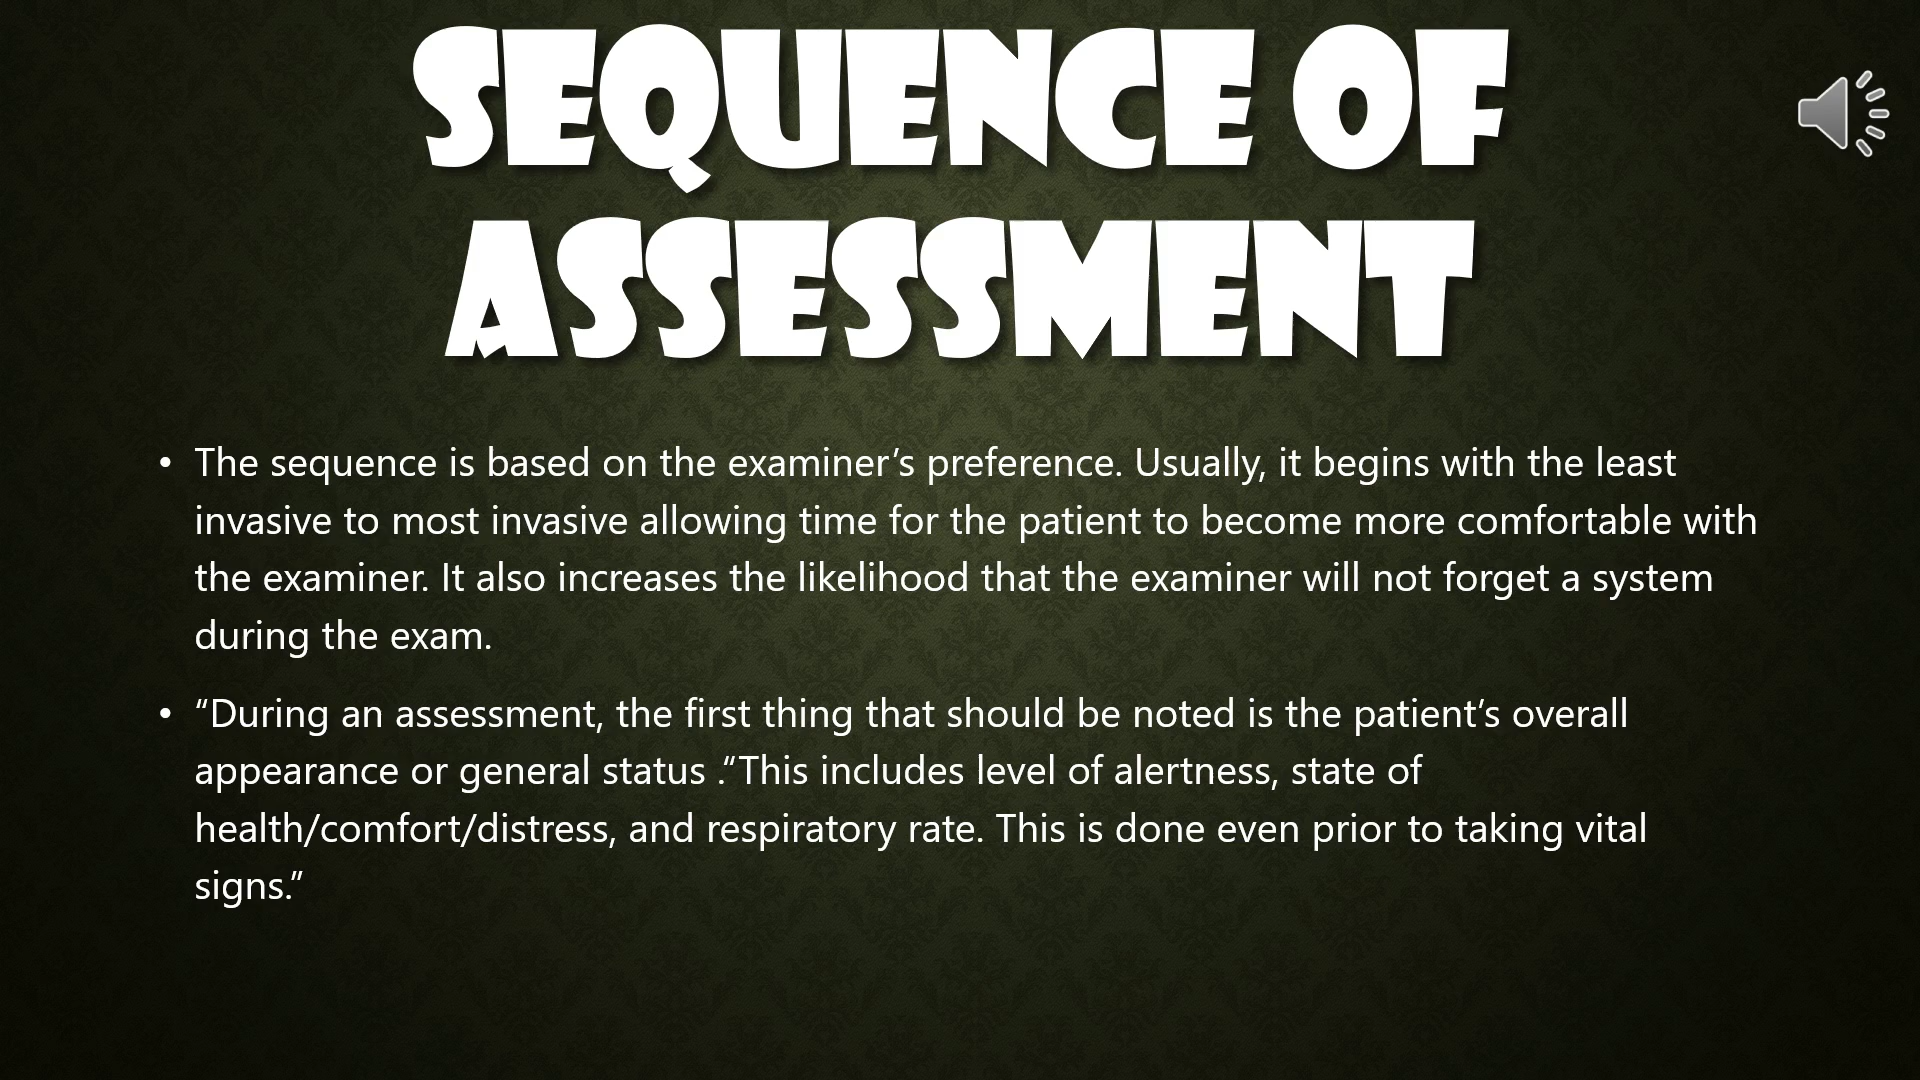 SEQUENCE OF
ASSESSMENT
• The sequence is based on the examiner’s preference. Usually, it begins with the least
invasive to most invasive allowing time for the patient to become more comfortable with
the examiner. It also increases the likelihood that the examiner will not forget a system
during the exam.
• “During an assessment, the first thing that should be noted is the patient’s overall
appearance or general status .“This includes level of alertness, state of
health/comfort/distress, and respiratory rate. This is done even prior to taking vital
signs.”